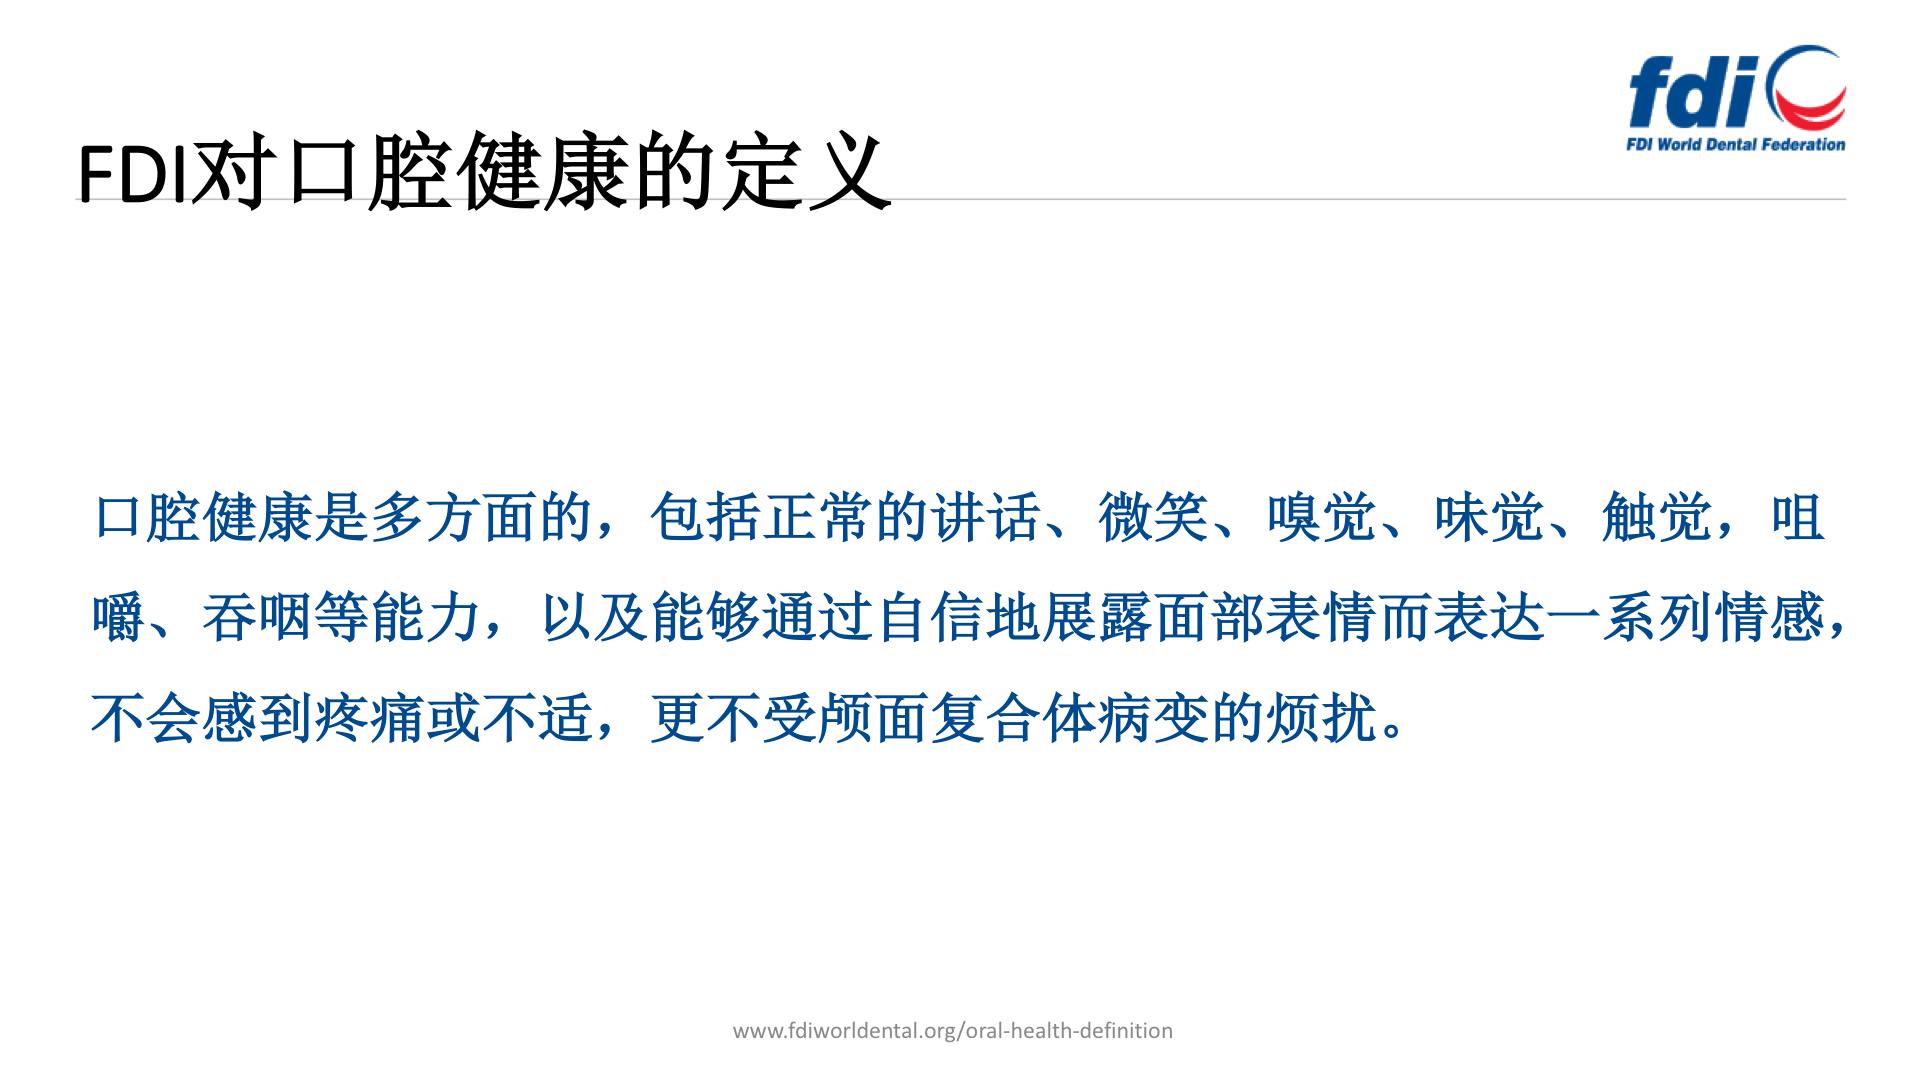 fdi
FDI World Dental Federation
FDI对口腔健康的定义
口腔健康是多方面的，包括正常的讲话、微笑、嗅觉、味觉、触觉，咀
嚼、吞咽等能力，以及能够通过自信地展露面部表情而表达一系列情感，
不会感到疼痛或不适，更不受颅面复合体病变的烦扰。
www.fdiworldental.org/oral-health-definition